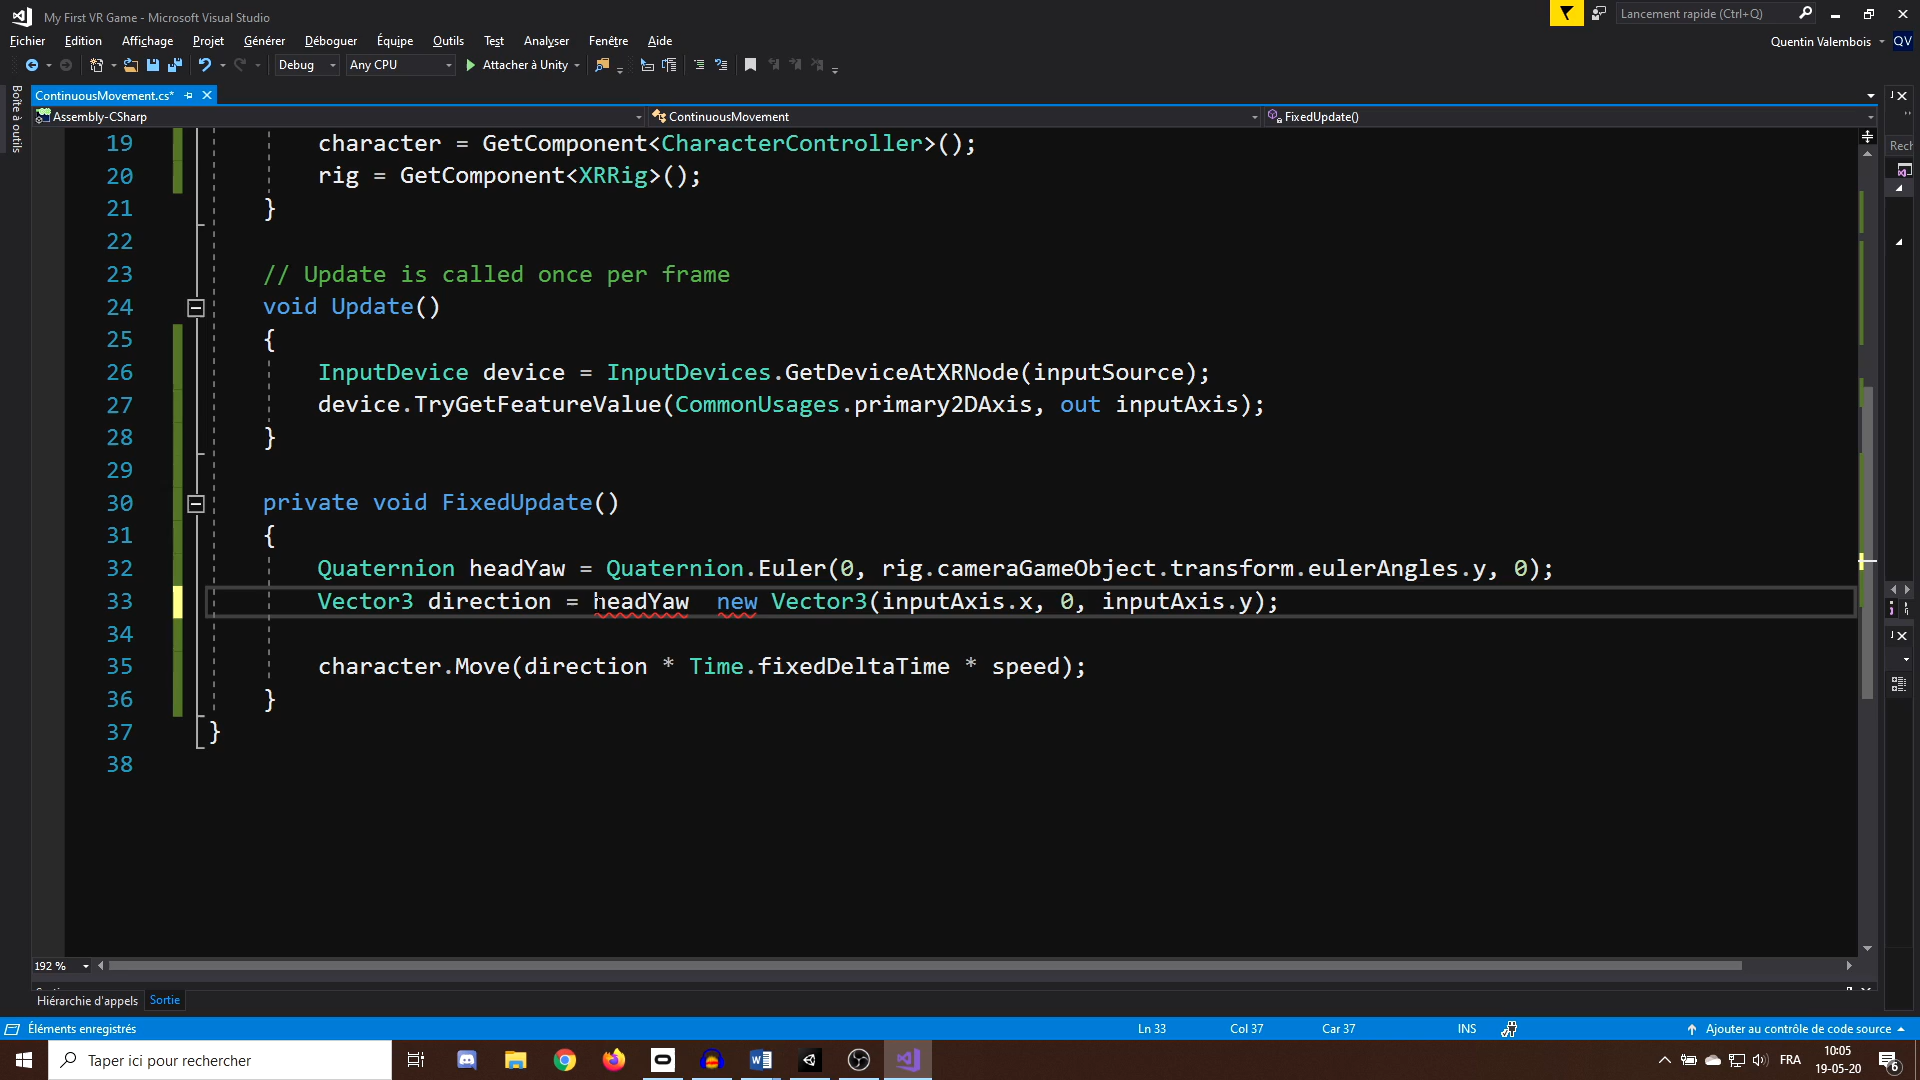 My First VR Game - Microsoft Visual Studio
Lancement rapide (Ctrl+Q)
Fichier Edition Affichage Projet Générer Déboguer Équipe Outils Test Analyser Fenêtre Aide
Quentin Valembois QV
Debug Any CPU Attacher à Unity
Boîte à outils
ContinuousMovement.cs*
Assembly-CSharp ContinuousMovement FixedUpdate()
Rech
19 character = GetComponent<CharacterController>();
20 rig = GetComponent<XRRig>();
21 }
22
23 // Update is called once per frame
24 void Update()
25 {
26 InputDevice device = InputDevices.GetDeviceAtXRNode(inputSource);
27 device.TryGetFeatureValue(CommonUsages.primary2DAxis, out inputAxis);
28 }
29
30 private void FixedUpdate()
31 {
32 Quaternion headYaw = Quaternion.Euler(0, rig.cameraGameObject.transform.eulerAngles.y, 0);
33 Vector3 direction = headYaw  new Vector3(inputAxis.x, 0, inputAxis.y);
34
35 character.Move(direction * Time.fixedDeltaTime * speed);
36 }
37 }
38
192 %
Hiérarchie d'appels Sortie
Éléments enregistrés Ln 33 Col 37 Car 37 INS Ajouter au contrôle de code source
Taper ici pour rechercher
FRA
10:05
19-05-20
6